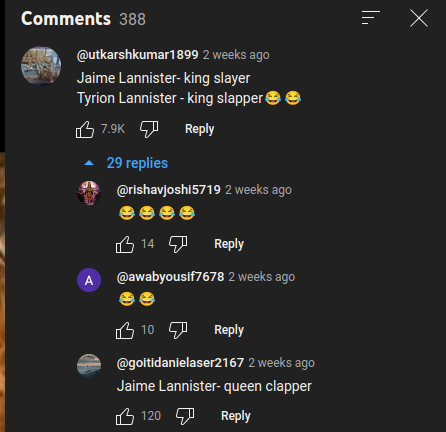 Comments 388
@utkarshkumar1899 2 weeks ago
Jaime Lannister- king slayer
Tyrion Lannister - king slapper😂😂
7.9K Reply
29 replies
@rishavjoshi5719 2 weeks ago
😂😂😂😂
14 Reply
A @awabyousif7678 2 weeks ago
😂😂
10 Reply
@goitidanielaser2167 2 weeks ago
Jaime Lannister- queen clapper
120 Reply